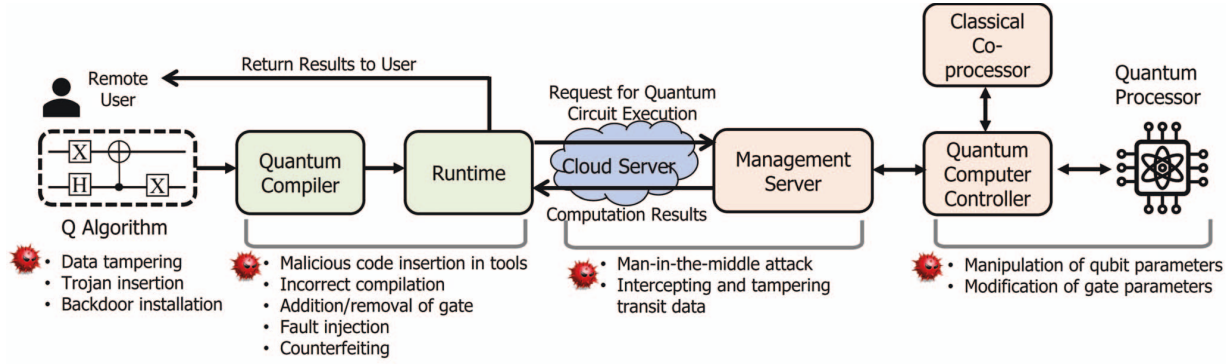 Remote
User
Return Results to User
Request for Quantum
Circuit Execution
Classical
Co-
processor
Quantum
Processor
X
H
X
Quantum
Compiler
Runtime
Cloud Server
Management
Server
Quantum
Computer
Controller
Computation Results
Q Algorithm
• Data tampering
• Trojan insertion
• Backdoor installation
• Malicious code insertion in tools
• Incorrect compilation
• Addition/removal of gate
• Fault injection
• Counterfeiting
• Man-in-the-middle attack
• Intercepting and tampering
transit data
• Manipulation of qubit parameters
• Modification of gate parameters